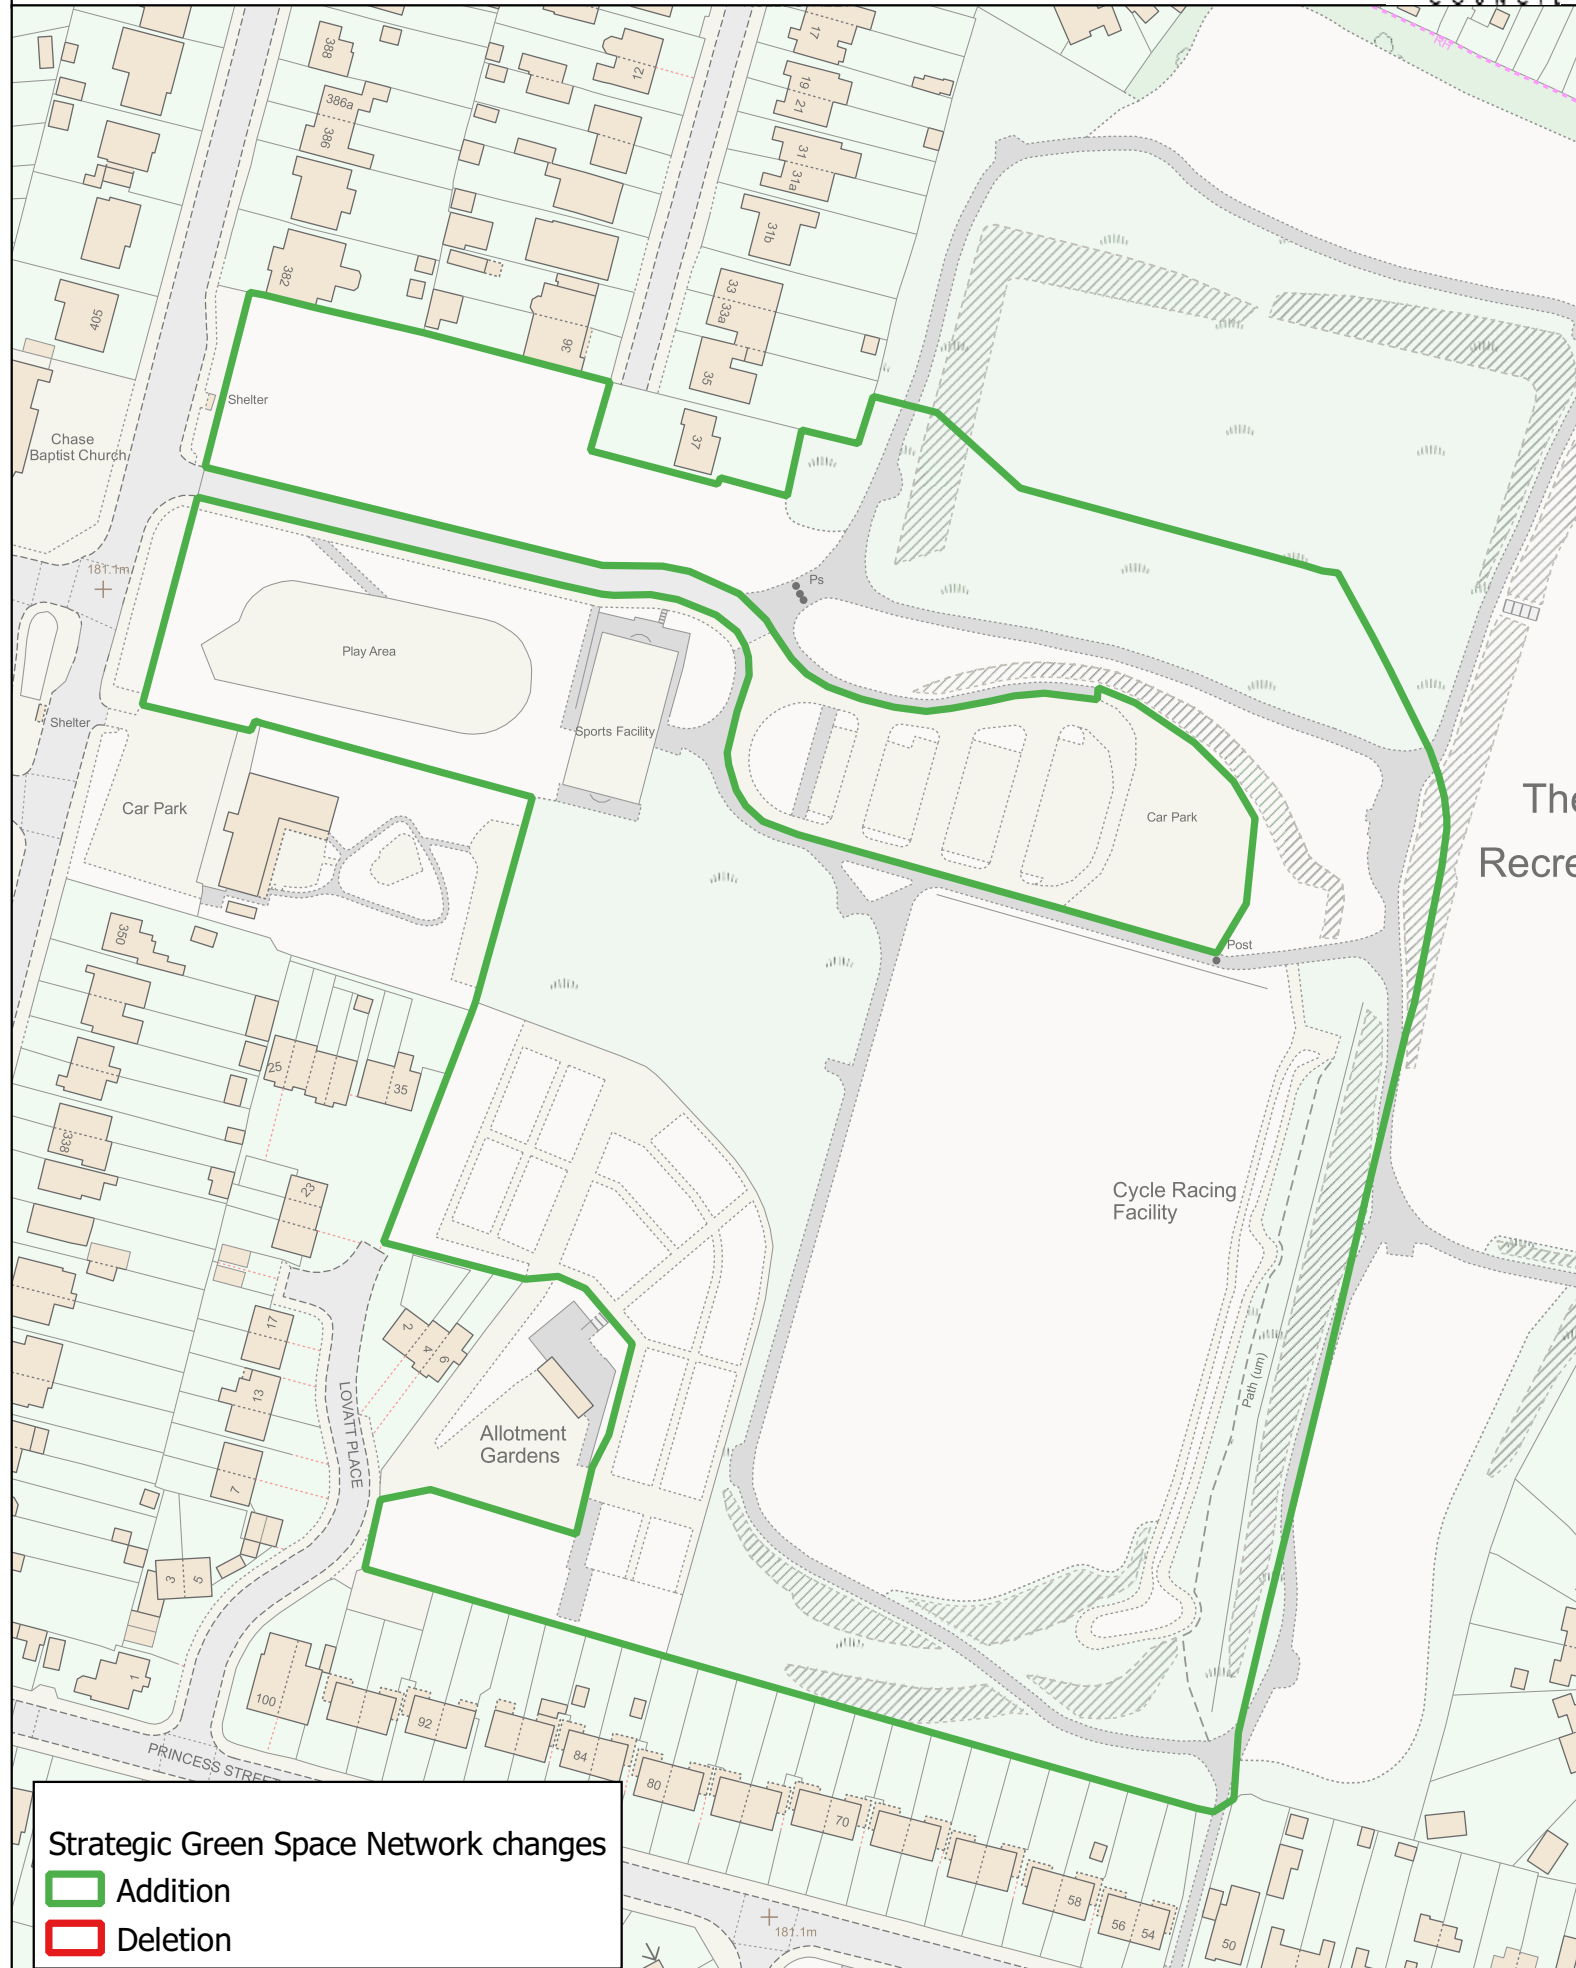 RH
388
386a
386
382
12
36
17
19
21
31
31a
31b
33
33a
35
37
405
Shelter
Chase
Baptist Church
181.1m
Ps
Play Area
Shelter
Sports Facility
Car Park
Car Park
The
Recre
Post
350
25
35
338
23
Cycle Racing
Facility
17
2
4
6
13
LOVATT PLACE
Path (um)
Allotment
Gardens
7
3
5
1
100
92
84
80
70
58
56
54
50
PRINCESS STREET
181.1m
Strategic Green Space Network changes
Addition
Deletion